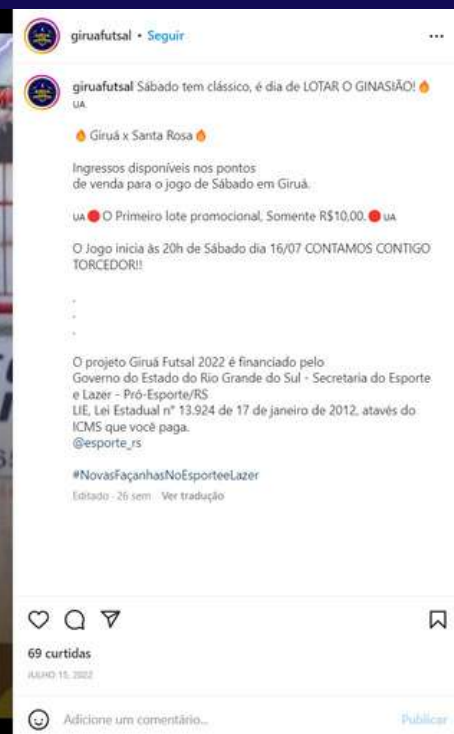 giruafutsal • Seguir
giruafutsal Sábado tem clássico, é dia de LOTAR O GINASIÃO! 🔥
UA
🔥 Giruá x Santa Rosa 🔥
Ingressos disponíveis nos pontos
de venda para o jogo de Sábado em Giruá.
UA 🔴 O Primeiro lote promocional, Somente R$10,00. 🔴 UA
O Jogo inicia às 20h de Sábado dia 16/07 CONTAMOS CONTIGO
TORCEDOR!!
.
.
.
O projeto Giruá Futsal 2022 é financiado pelo
Governo do Estado do Rio Grande do Sul - Secretaria do Esporte
e Lazer - Pró-Esporte/RS
LIE, Lei Estadual n° 13.924 de 17 de janeiro de 2012, atavés do
ICMS que você paga.
@esporte_rs
#NovasFaçanhasNoEsporteeLazer
Editado · 26 sem Ver tradução
69 curtidas
JULHO 15, 2022
Adicione um comentário...
Publicar